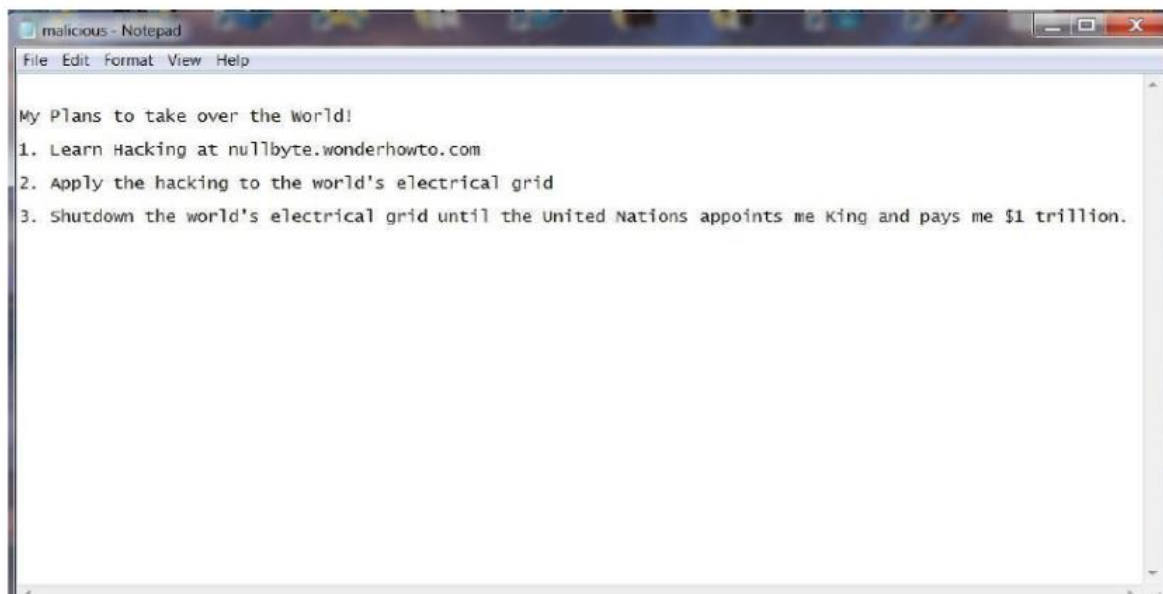 malicious - Notepad
File Edit Format View Help
My Plans to take over the World!
1. Learn Hacking at nullbyte.wonderhowto.com
2. Apply the hacking to the world's electrical grid
3. Shutdown the world's electrical grid until the United Nations appoints me King and pays me $1 trillion.